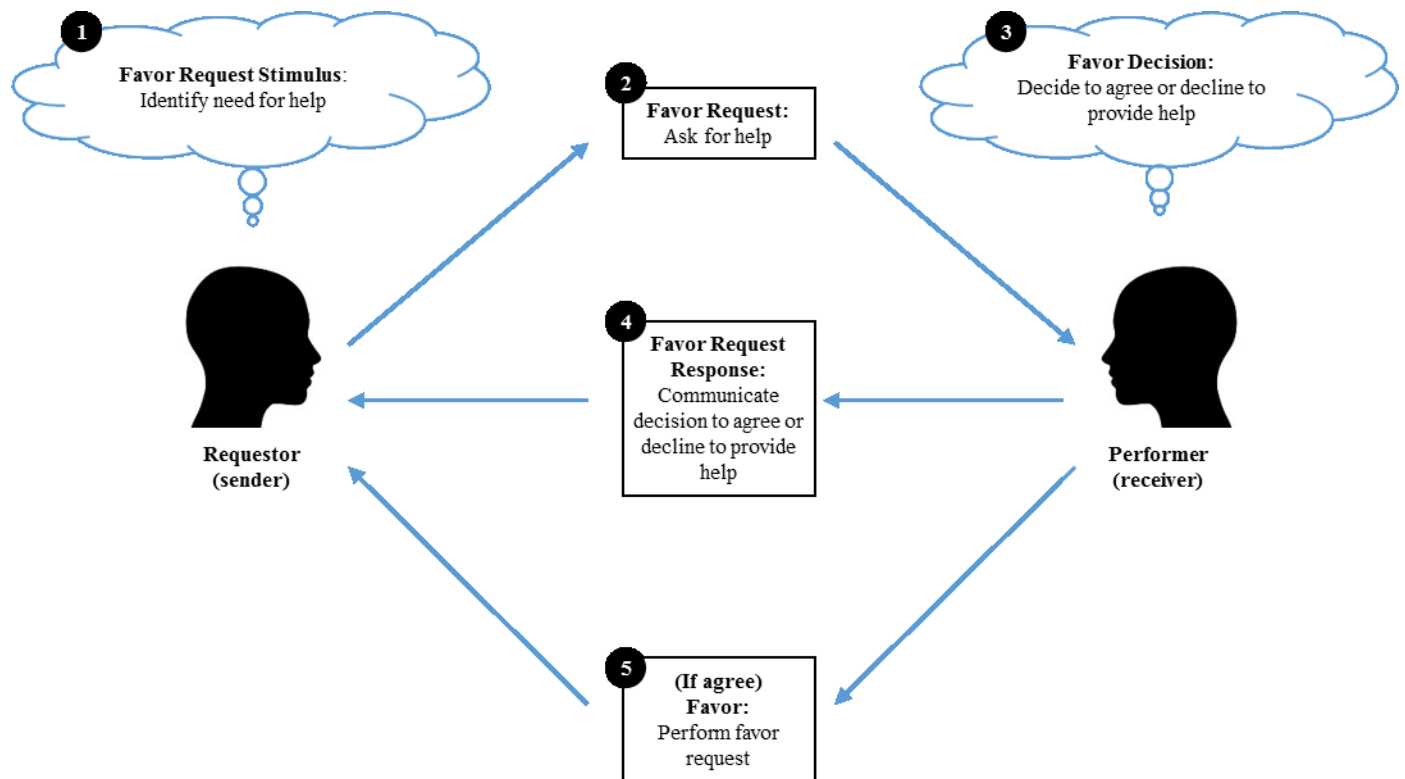 1
Favor Request Stimulus:
Identify need for help
2
Favor Request:
Ask for help
3
Favor Decision:
Decide to agree or decline to
provide help
4
Favor Request
Response:
Communicate
decision to agree or
decline to provide
help
Requestor
(sender)
Performer
(receiver)
5
(If agree)
Favor:
Perform favor
request